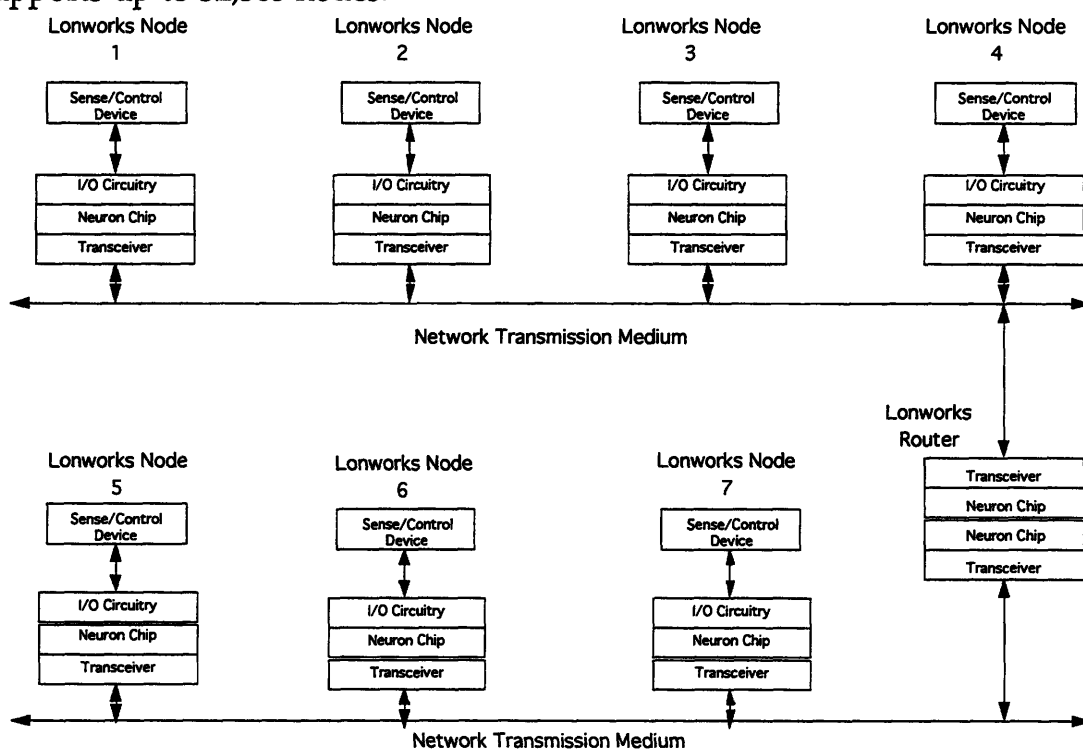 up to
Lonworks Node
1
Lonworks Node
2
Lonworks Node
3
Lonworks Node
4
Sense/Control
Device
Sense/Control
Device
Sense/Control
Device
Sense/Control
Device
I/O Circuitry
Neuron Chip
Transceiver
I/O Circuitry
Neuron Chip
Transceiver
I/O Circuitry
Neuron Chip
Transceiver
I/O Circuitry
Neuron Chip
Transceiver
Network Transmission Medium
Lonworks
Router
Transceiver
Neuron Chip
Neuron Chip
Transceiver
Lonworks Node
5
Lonworks Node
6
Lonworks Node
7
Sense/Control
Device
Sense/Control
Device
Sense/Control
Device
I/O Circuitry
Neuron Chip
Transceiver
I/O Circuitry
Neuron Chip
Transceiver
I/O Circuitry
Neuron Chip
Transceiver
Network Transmission Medium